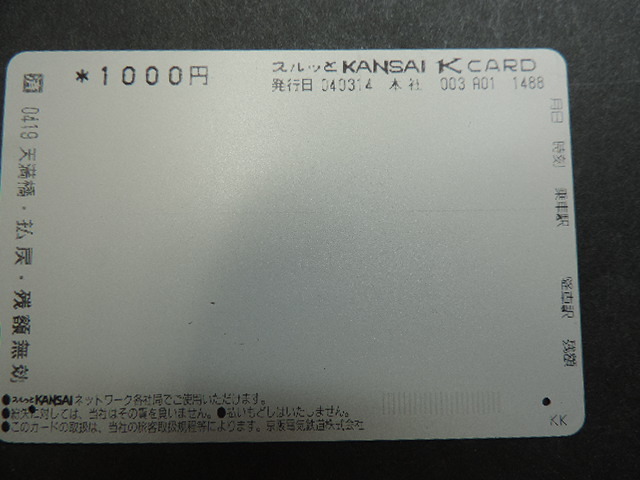 *1000円
スルッとKANSAI K CARD
発行日 040314 本社 003 A01 1488
月日 時刻 乗車駅 降車駅 残額
0419 天満橋・払戻・残額無効
●スルッとKANSAIネットワーク各社局でご使用いただけます。
●紛失に対しては、当社はその責を負いません。●払いもどしはいたしません。
●このカードの取扱は、当社の旅客取扱規程等によります。京阪電気鉄道株式会社
KK